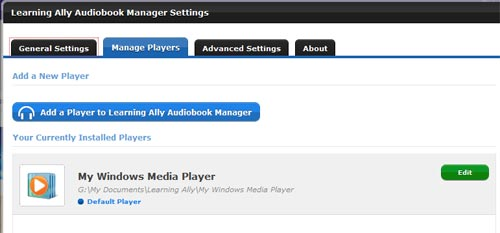 Learning Ally Audiobook Manager Settings
General Settings
Manage Players
Advanced Settings
About
Add a New Player
Add a Player to Learning Ally Audiobook Manager
Your Currently Installed Players
My Windows Media Player
Edit
G:\My Documents\Learning Ally\My Windows Media Player
Default Player